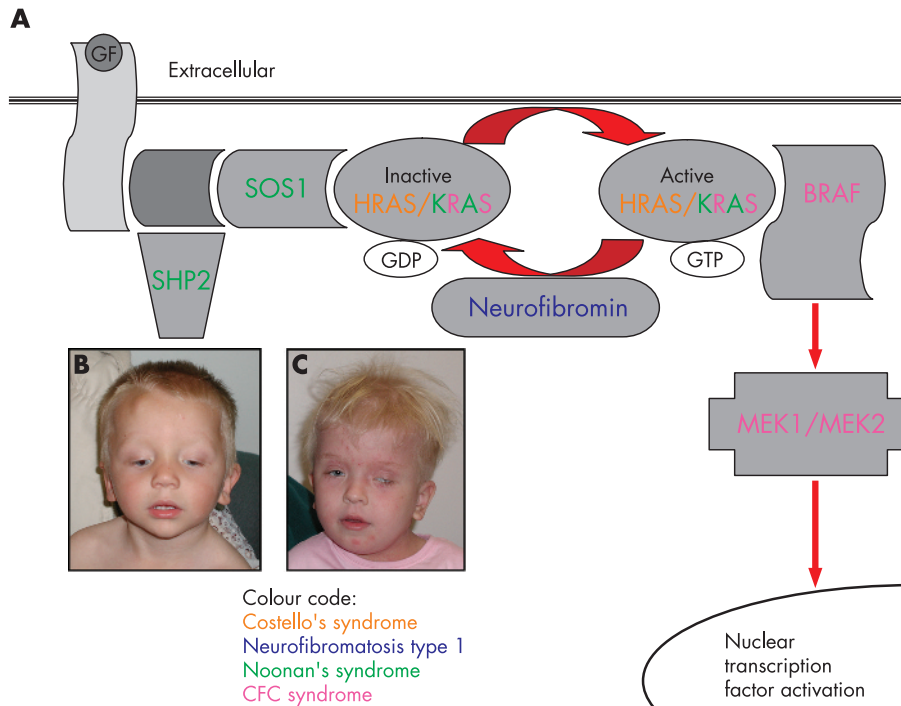 A
GF
Extracellular
SOS1
Inactive
HRAS/KRAS
Active
HRAS/KRAS
BRAF
GDP
GTP
SHP2
Neurofibromin
B
C
MEK1/MEK2
Colour code:
Costello's syndrome
Neurofibromatosis type 1
Noonan's syndrome
CFC syndrome
Nuclear
transcription
factor activation